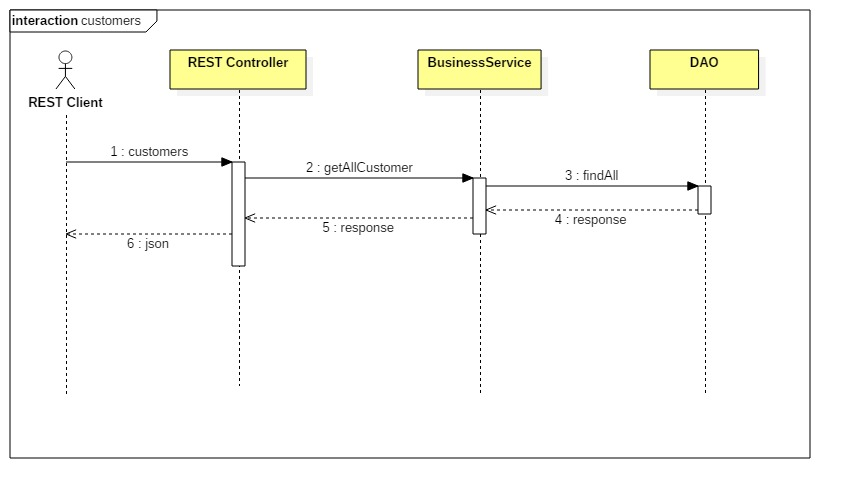 interaction customers
REST Client
REST Controller
BusinessService
DAO
1 : customers
2 : getAllCustomer
3 : findAll
4 : response
5 : response
6 : json